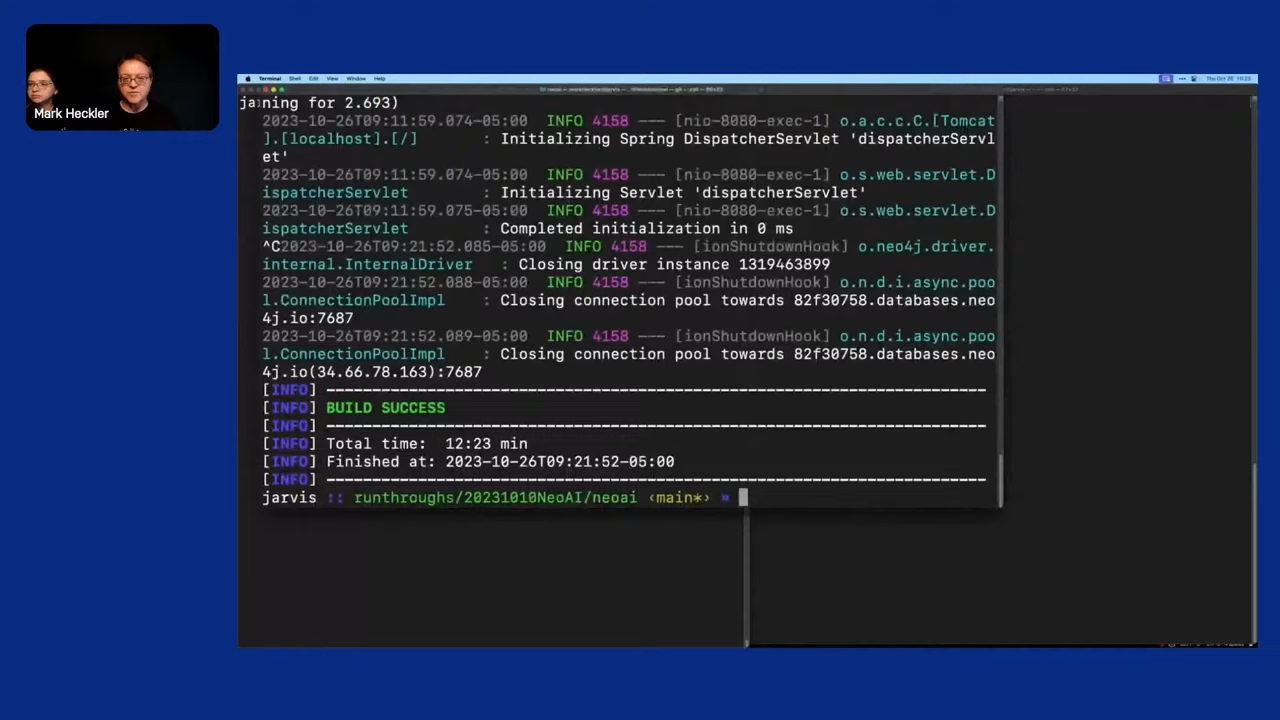 Mark Heckler
Terminal Shell Edit View Window Help
jaining for 2.693)
2023-10-26T09:11:59.074-05:00  INFO 4158 --- [nio-8080-exec-1] o.a.c.c.C.[Tomcat
].[localhost].[/]       : Initializing Spring DispatcherServlet 'dispatcherServl
et'
2023-10-26T09:11:59.074-05:00  INFO 4158 --- [nio-8080-exec-1] o.s.web.servlet.D
ispatcherServlet        : Initializing Servlet 'dispatcherServlet'
2023-10-26T09:11:59.075-05:00  INFO 4158 --- [nio-8080-exec-1] o.s.web.servlet.D
ispatcherServlet        : Completed initialization in 0 ms
^C2023-10-26T09:21:52.085-05:00  INFO 4158 --- [ionShutdownHook] o.neo4j.driver.
internal.InternalDriver   : Closing driver instance 1319463899
2023-10-26T09:21:52.088-05:00  INFO 4158 --- [ionShutdownHook] o.n.d.i.async.poo
l.ConnectionPoolImpl    : Closing connection pool towards 82f30758.databases.neo
4j.io:7687
2023-10-26T09:21:52.089-05:00  INFO 4158 --- [ionShutdownHook] o.n.d.i.async.poo
l.ConnectionPoolImpl    : Closing connection pool towards 82f30758.databases.neo
4j.io(34.66.78.163):7687
[INFO] ------------------------------------------------------------------------
[INFO] BUILD SUCCESS
[INFO] ------------------------------------------------------------------------
[INFO] Total time:  12:23 min
[INFO] Finished at: 2023-10-26T09:21:52-05:00
[INFO] ------------------------------------------------------------------------
jarvis :: runthroughs/20231010NeoAI/neoai ‹main*› »